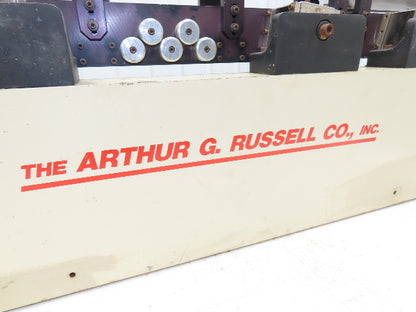 THE ARTHUR G. RUSSELL CO., INC.